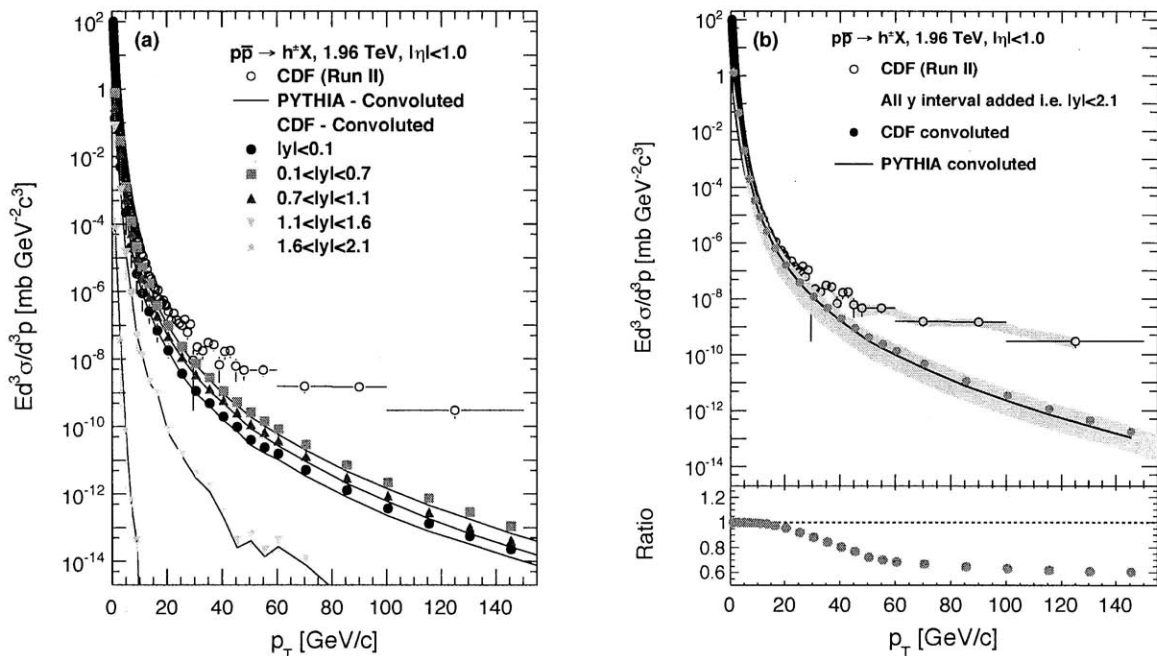 (a)
pp̅ → h±X, 1.96 TeV, |η|<1.0
CDF (Run II)
PYTHIA - Convoluted
CDF - Convoluted
|y|<0.1
0.1<|y|<0.7
0.7<|y|<1.1
1.1<|y|<1.6
1.6<|y|<2.1
Ed³σ/d³p [mb GeV⁻²c³]
10²
1
10⁻²
10⁻⁴
10⁻⁶
10⁻⁸
10⁻¹⁰
10⁻¹²
10⁻¹⁴
0 20 40 60 80 100 120 140
p_T [GeV/c]
(b)
pp̅ → h±X, 1.96 TeV, |η|<1.0
CDF (Run II)
All y interval added i.e. |y|<2.1
CDF convoluted
PYTHIA convoluted
Ed³σ/d³p [mb GeV⁻²c³]
10²
1
10⁻²
10⁻⁴
10⁻⁶
10⁻⁸
10⁻¹⁰
10⁻¹²
10⁻¹⁴
Ratio
1.2
1
0.8
0.6
0 20 40 60 80 100 120 140
p_T [GeV/c]